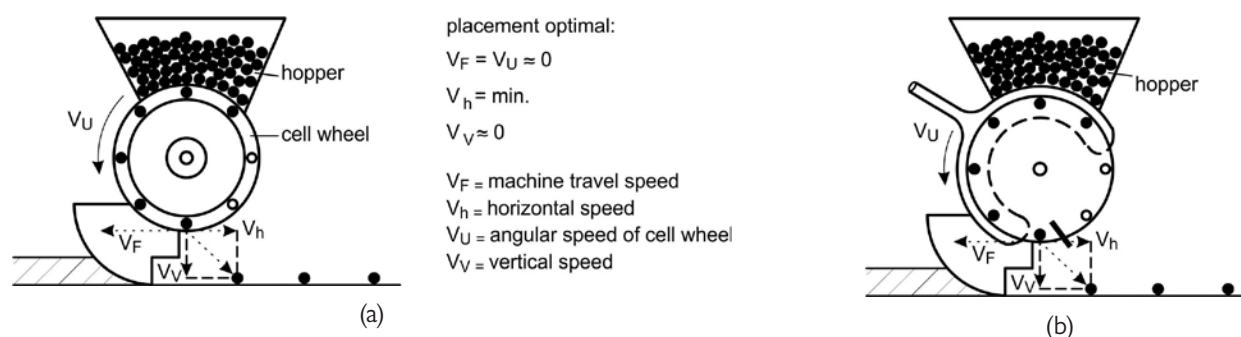 hopper
V_U
cell wheel
V_F
V_h
V_V
(a)
placement optimal:
V_F = V_U ≈ 0
V_h = min.
V_V ≈ 0
V_F = machine travel speed
V_h = horizontal speed
V_U = angular speed of cell wheel
V_V = vertical speed
hopper
V_U
V_F
V_h
V_V
(b)